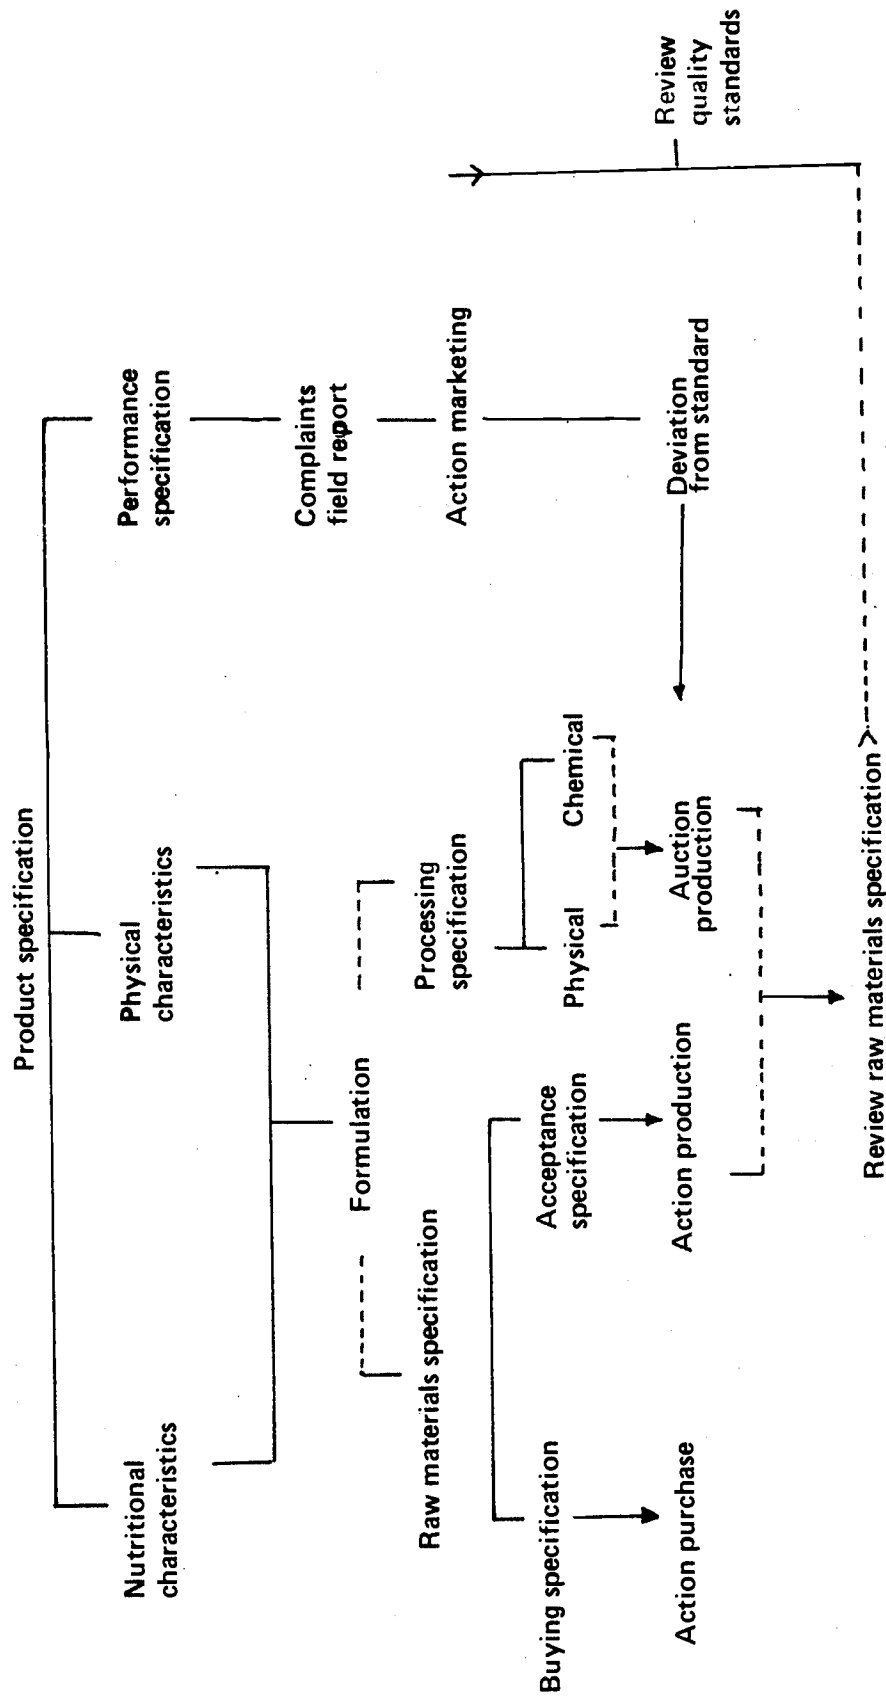 Product specification
Nutritional
characteristics
Physical
characteristics
Performance
specification
Formulation
Complaints
field report
Raw materials specification
Processing
specification
Action marketing
Buying specification
Acceptance
specification
Physical
Chemical
Action purchase
Action production
Auction
production
Deviation
from standard
Review
quality
standards
Review raw materials specification